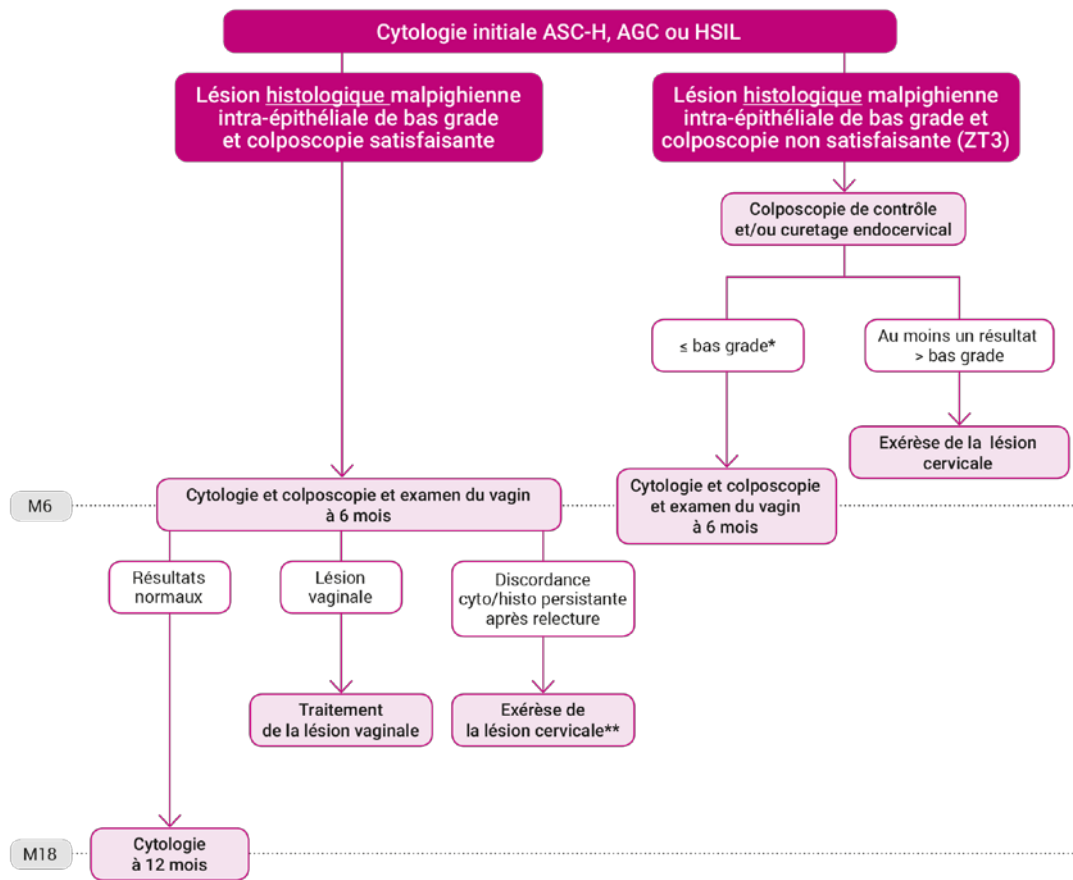 Cytologie initiale ASC-H, AGC ou HSIL
Lésion histologique malpighienne
intra-épithéliale de bas grade
et colposcopie satisfaisante
Lésion histologique malpighienne
intra-épithéliale de bas grade et
colposcopie non satisfaisante (ZT3)
Colposcopie de contrôle
et/ou curetage endocervical
≤ bas grade*
Au moins un résultat
> bas grade
Exérèse de la lésion
cervicale
M6
Cytologie et colposcopie et examen du vagin
à 6 mois
Cytologie et colposcopie
et examen du vagin
à 6 mois
Résultats
normaux
Lésion
vaginale
Discordance
cyto/histo persistante
après relecture
Traitement
de la lésion vaginale
Exérèse de
la lésion cervicale**
M18
Cytologie
à 12 mois